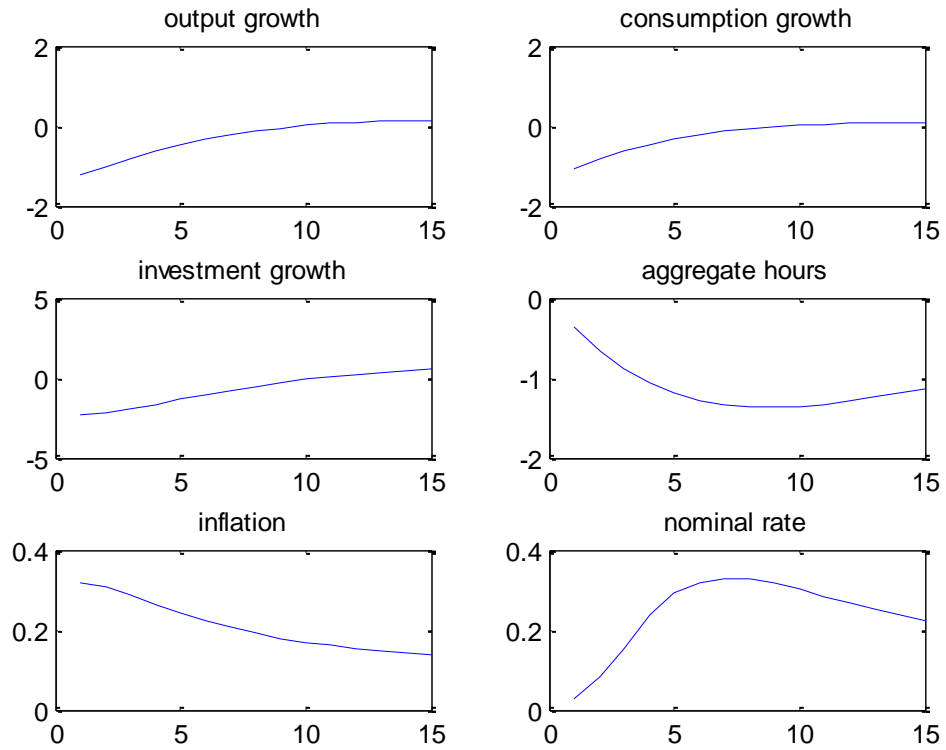 output growth
2
0
-2
0 5 10 15
consumption growth
2
0
-2
0 5 10 15
investment growth
5
0
-5
0 5 10 15
aggregate hours
0
-1
-2
0 5 10 15
inflation
0.4
0.2
0
0 5 10 15
nominal rate
0.4
0.2
0
0 5 10 15